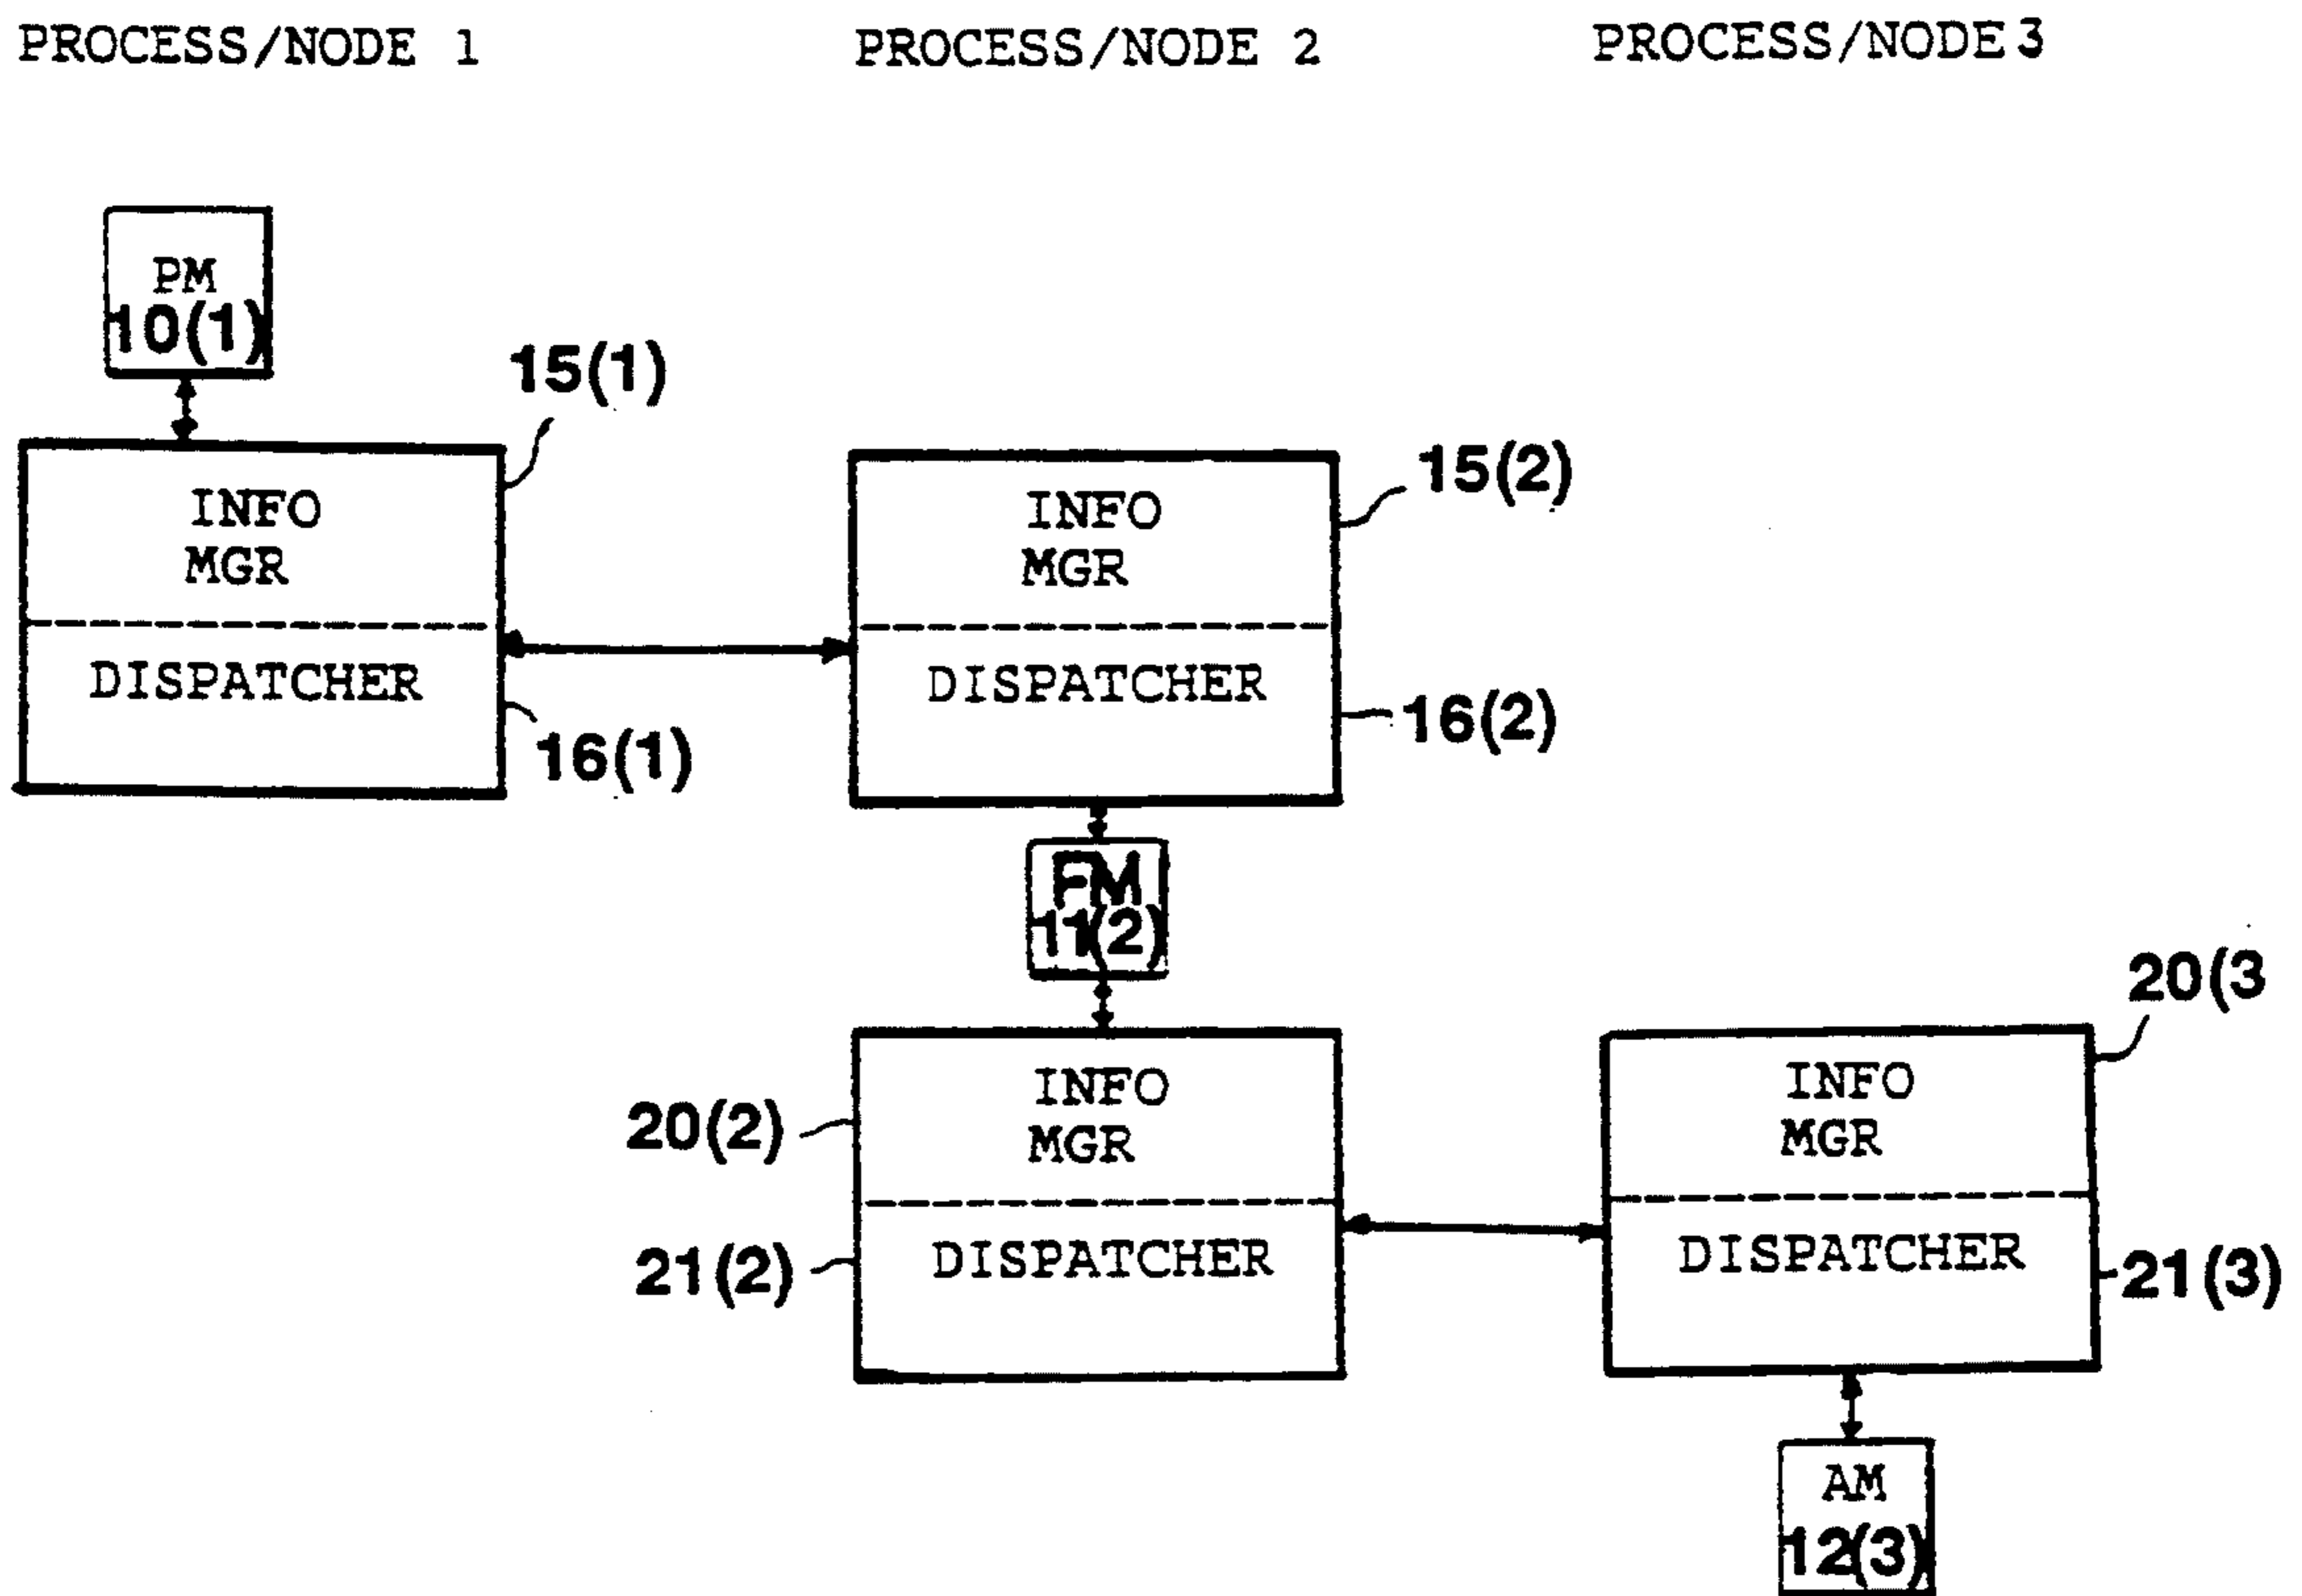 PROCESS/NODE 1
PROCESS/NODE 2
PROCESS/NODE 3
PM
10(1)
15(1)
INFO
MGR
DISPATCHER
16(1)
15(2)
INFO
MGR
DISPATCHER
16(2)
FM
11(2)
20(2)
INFO
MGR
21(2)
DISPATCHER
20(3
INFO
MGR
DISPATCHER
21(3)
AM
12(3)